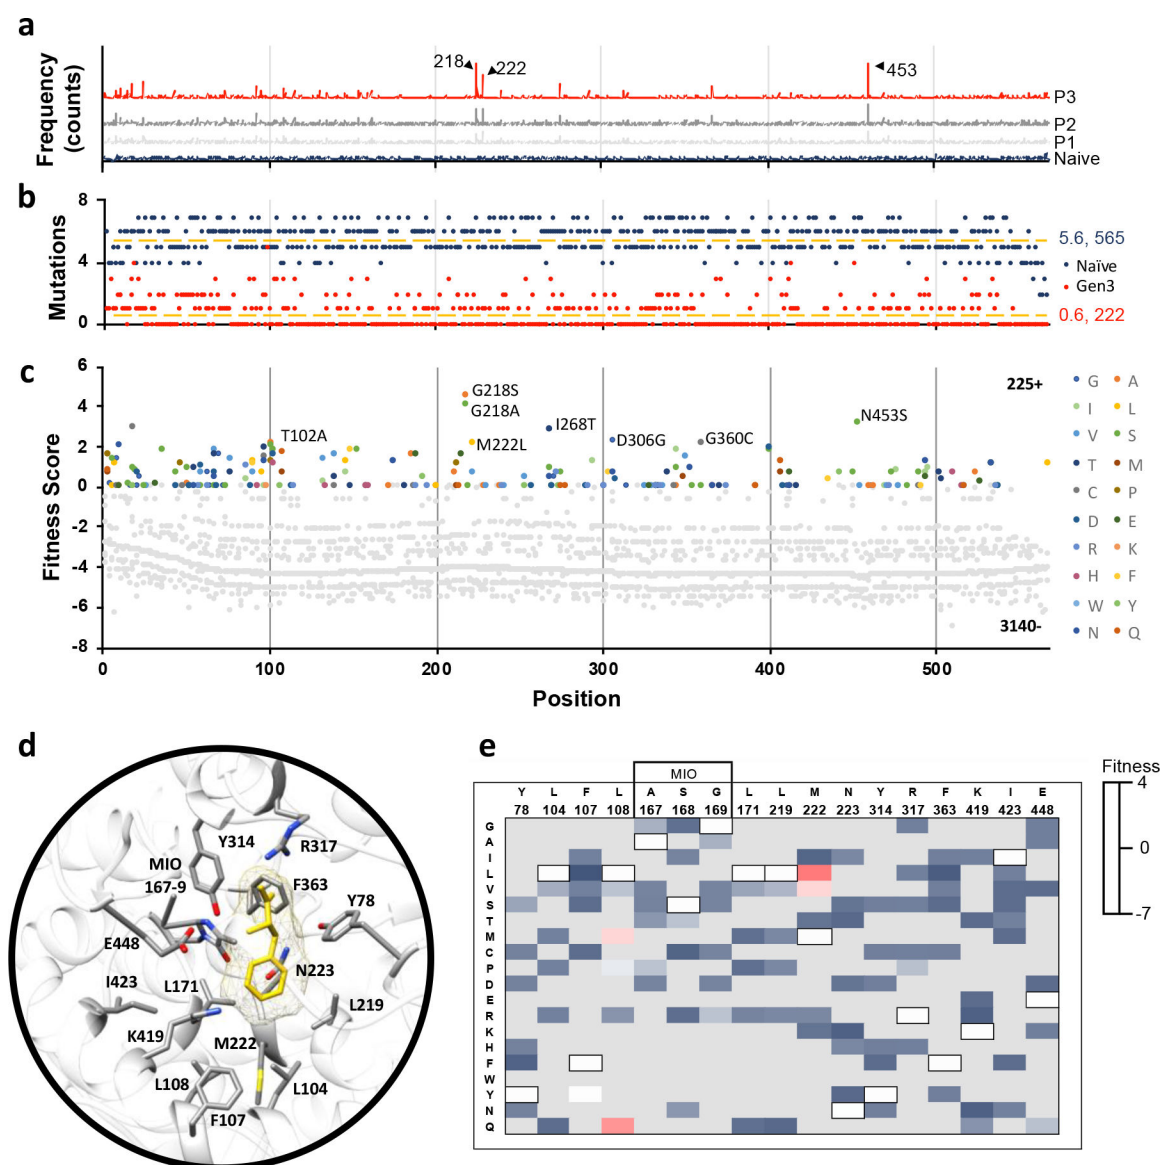 a
Frequency
(counts)
218
222
453
P3
P2
P1
Naive
b
Mutations
8
4
0
5.6, 565
Naïve
Gen3
0.6, 222
c
Fitness Score
6
4
2
0
-2
-4
-6
-8
225+
G218S
G218A
T102A
M222L
I268T
D306G
G360C
N453S
3140-
G A
I L
V S
T M
C P
D E
R K
H F
W Y
N Q
0 100 200 300 400 500
Position
d
Y314
R317
MIO
167-9
F363
Y78
E448
N223
I423
L171
L219
K419
M222
L108
L104
F107
e
MIO
Y L F L A S G L L M N Y R F K I E
78 104 107 108 167 168 169 171 219 222 223 314 317 363 419 423 448
G
A
I
L
V
S
T
M
C
P
D
E
R
K
H
F
W
Y
N
Q
Fitness
4
0
-7